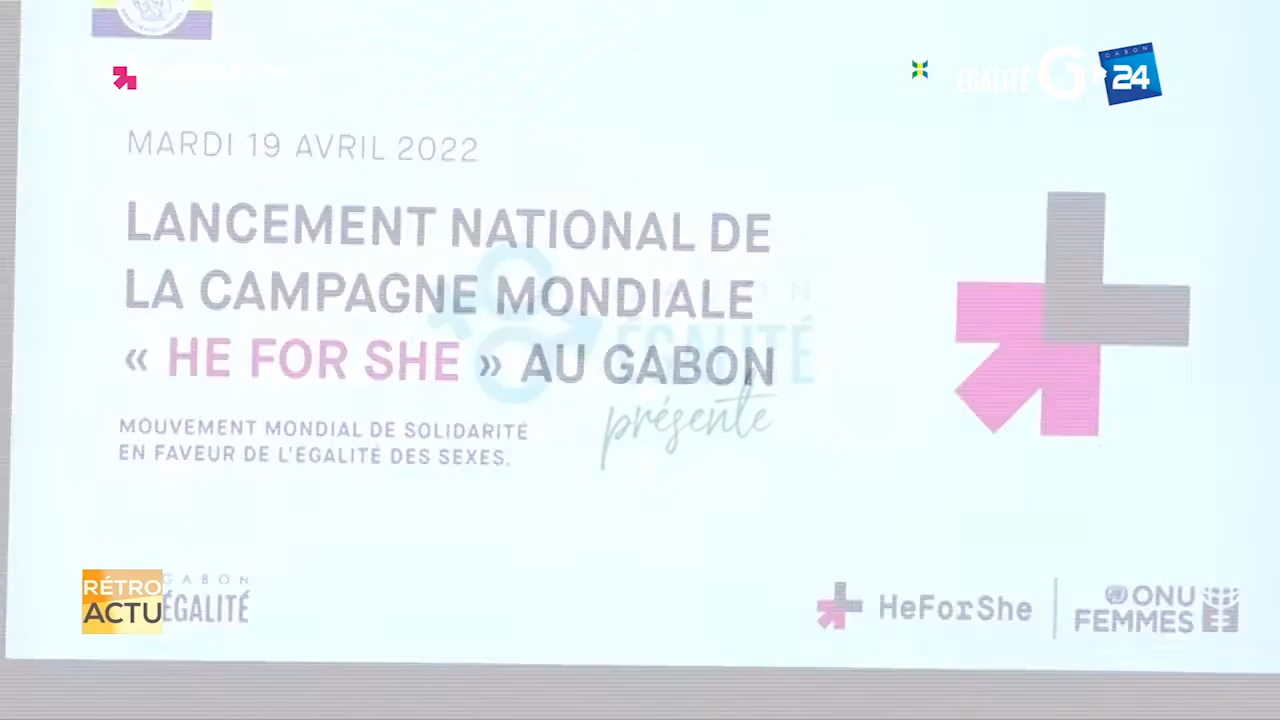 GABON
24
ÉGALITÉ
MARDI 19 AVRIL 2022
LANCEMENT NATIONAL DE
LA CAMPAGNE MONDIALE
« HE FOR SHE » AU GABON
ÉGALITÉ
présente
MOUVEMENT MONDIAL DE SOLIDARITÉ
EN FAVEUR DE L'ÉGALITÉ DES SEXES.
RÉTRO
ACTU
GABON
ÉGALITÉ
HeForShe
ONU
FEMMES